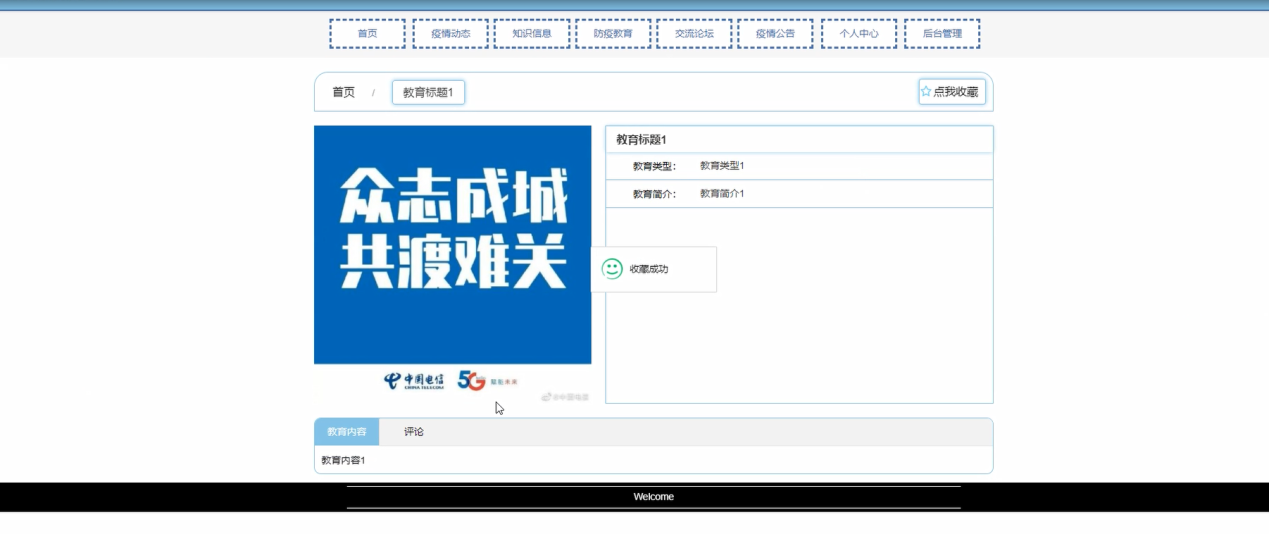 首页 疫情动态 知识信息 防疫教育 交流论坛 疫情公告 个人中心 后台管理
首页 / 教育标题1 点我收藏
众志成城
共渡难关
中国电信 5G
CHINA TELECOM
教育标题1
教育类型： 教育类型1
教育简介： 教育简介1
收藏成功
教育内容 评论
教育内容1
Welcome